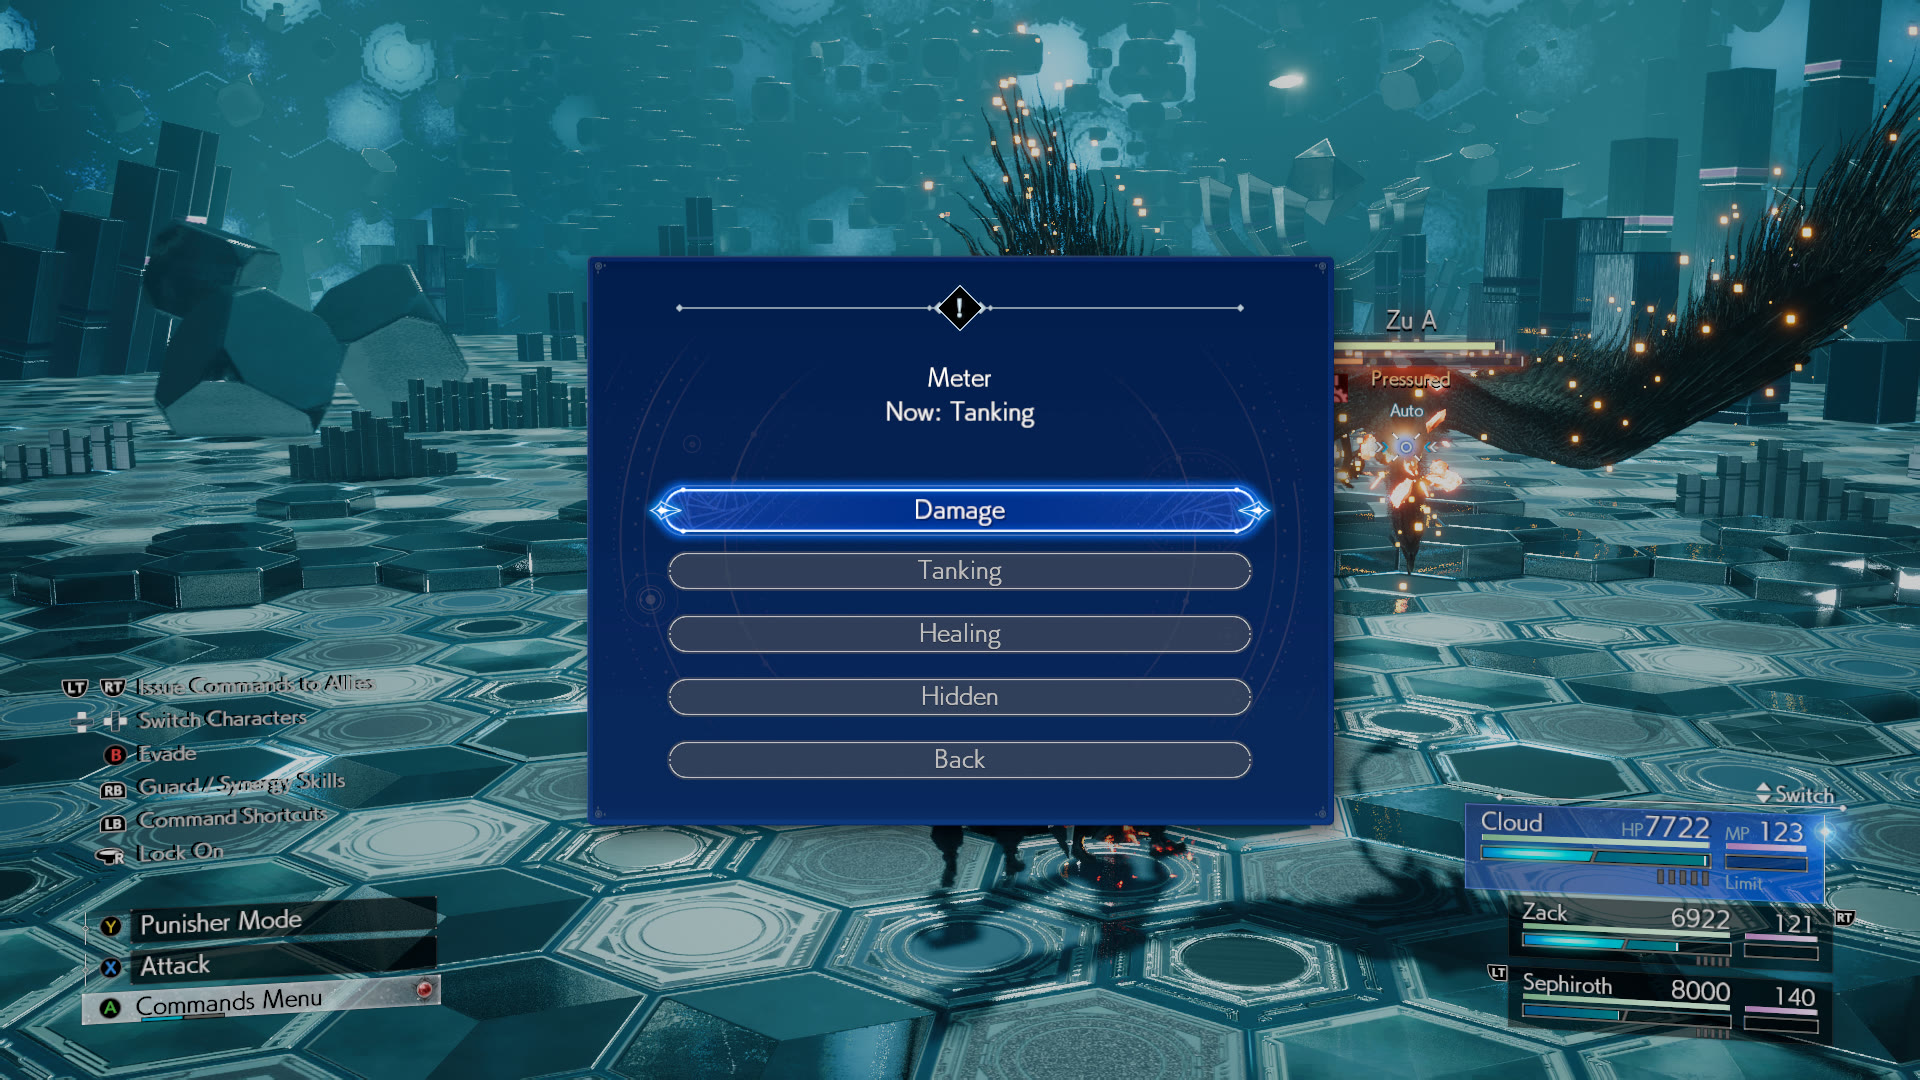 !
Meter
Now: Tanking
Damage
Tanking
Healing
Hidden
Back
Zu A
Pressured
Auto
LT RT Issue Commands to Allies
Switch Characters
B Evade
RB Guard / Synergy Skills
LB Command Shortcuts
R Lock On
Y Punisher Mode
X Attack
A Commands Menu
Switch
Cloud HP 7722 MP 123
Limit
Zack 6922 121 RT
LT Sephiroth 8000 140